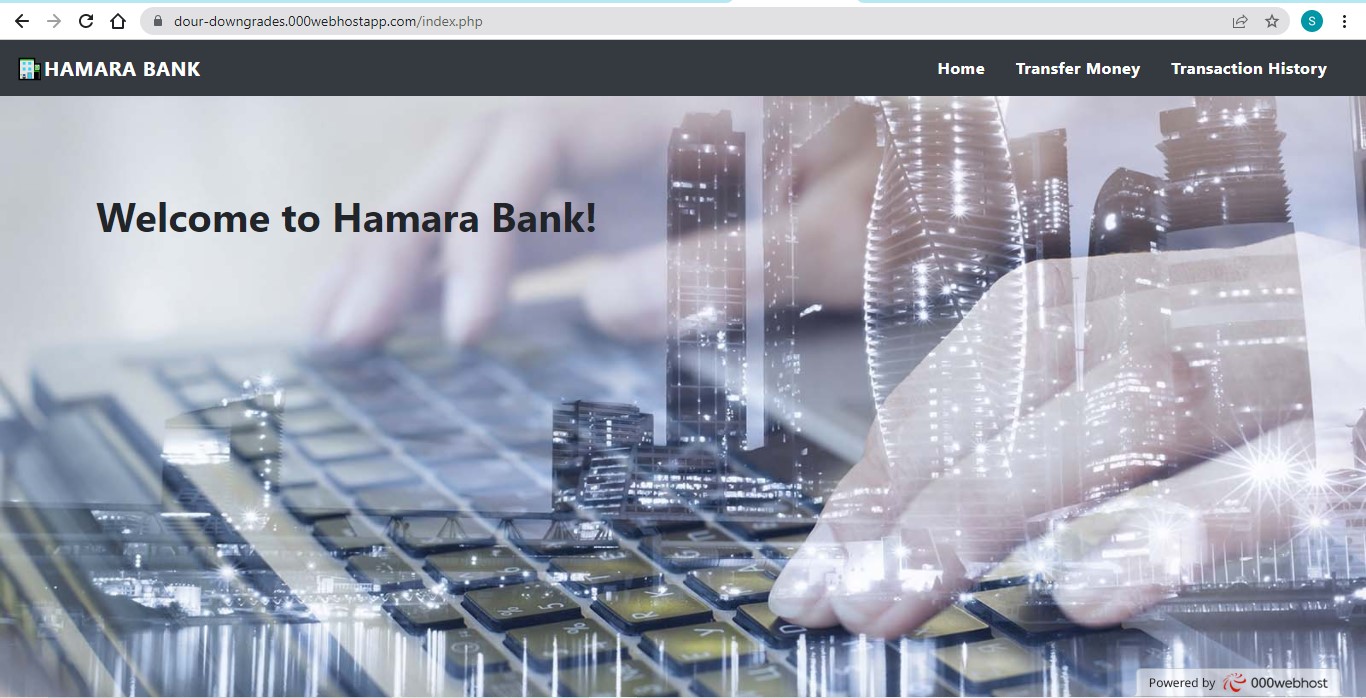 dour-downgrades.000webhostapp.com/index.php
S
HAMARA BANK
Home
Transfer Money
Transaction History
Welcome to Hamara Bank!
Powered by 000webhost